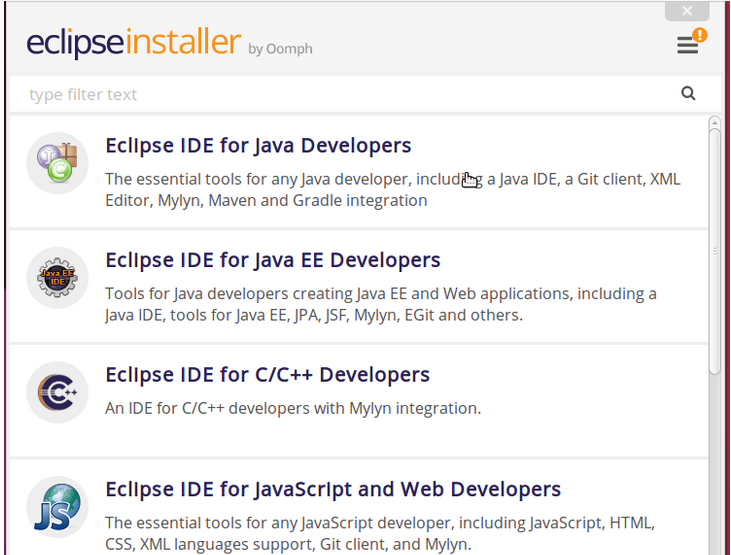 eclipseinstaller by Oomph
!
type filter text
Eclipse IDE for Java Developers
The essential tools for any Java developer, including a Java IDE, a Git client, XML
Editor, Mylyn, Maven and Gradle integration
Java EE
IDE
Eclipse IDE for Java EE Developers
Tools for Java developers creating Java EE and Web applications, including a
Java IDE, tools for Java EE, JPA, JSF, Mylyn, EGit and others.
C++
Eclipse IDE for C/C++ Developers
An IDE for C/C++ developers with Mylyn integration.
JS
Eclipse IDE for JavaScript and Web Developers
The essential tools for any JavaScript developer, including JavaScript, HTML,
CSS, XML languages support, Git client, and Mylyn.